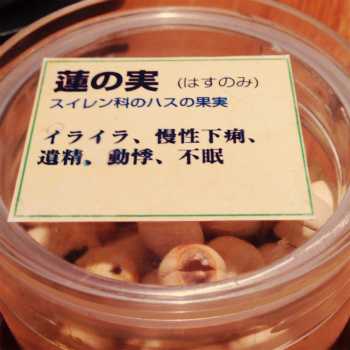 蓮の実 (はすのみ)
スイレン科のハスの果実
イライラ、慢性下痢、
遺精、動悸、不眠